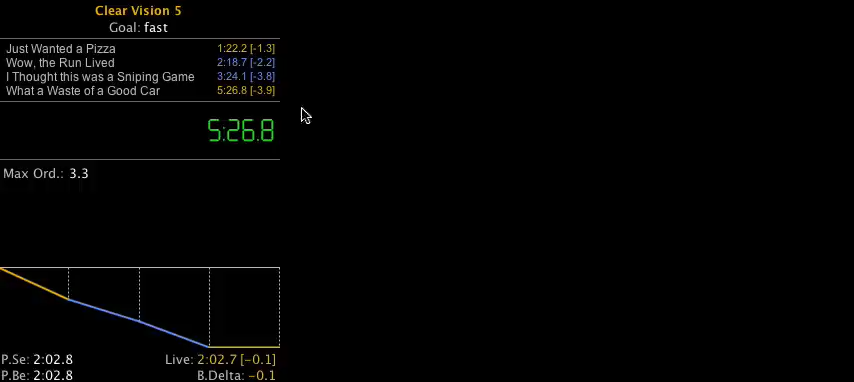 Clear Vision 5
Goal: fast
Just Wanted a Pizza 1:22.2 [-1.3]
Wow, the Run Lived 2:18.7 [-2.2]
I Thought this was a Sniping Game 3:24.1 [-3.8]
What a Waste of a Good Car 5:26.8 [-3.9]
5:26.8
Max Ord.: 3.3
P.Se: 2:02.8 Live: 2:02.7 [-0.1]
P.Be: 2:02.8 B.Delta: -0.1